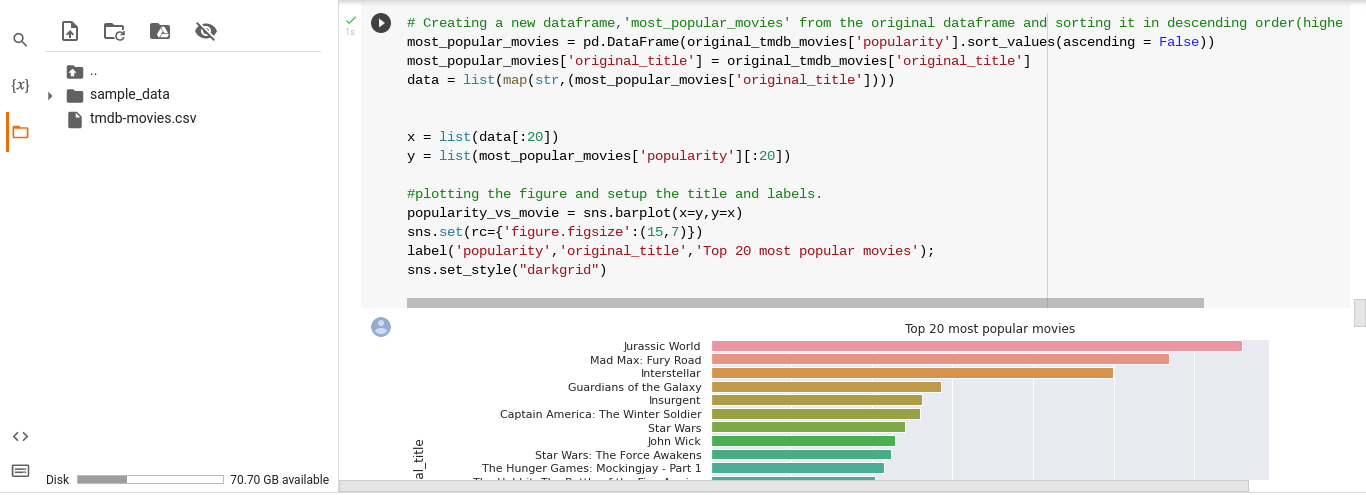 ..
sample_data
tmdb-movies.csv
{x}
<>
Disk
70.70 GB available
1s
# Creating a new dataframe,'most_popular_movies' from the original dataframe and sorting it in descending order(highe
most_popular_movies = pd.DataFrame(original_tmdb_movies['popularity'].sort_values(ascending = False))
most_popular_movies['original_title'] = original_tmdb_movies['original_title']
data = list(map(str,(most_popular_movies['original_title'])))
x = list(data[:20])
y = list(most_popular_movies['popularity'][:20])
#plotting the figure and setup the title and labels.
popularity_vs_movie = sns.barplot(x=y,y=x)
sns.set(rc={'figure.figsize':(15,7)})
label('popularity','original_title','Top 20 most popular movies');
sns.set_style("darkgrid")
Top 20 most popular movies
Jurassic World
Mad Max: Fury Road
Interstellar
Guardians of the Galaxy
Insurgent
Captain America: The Winter Soldier
Star Wars
John Wick
Star Wars: The Force Awakens
The Hunger Games: Mockingjay - Part 1
al_title